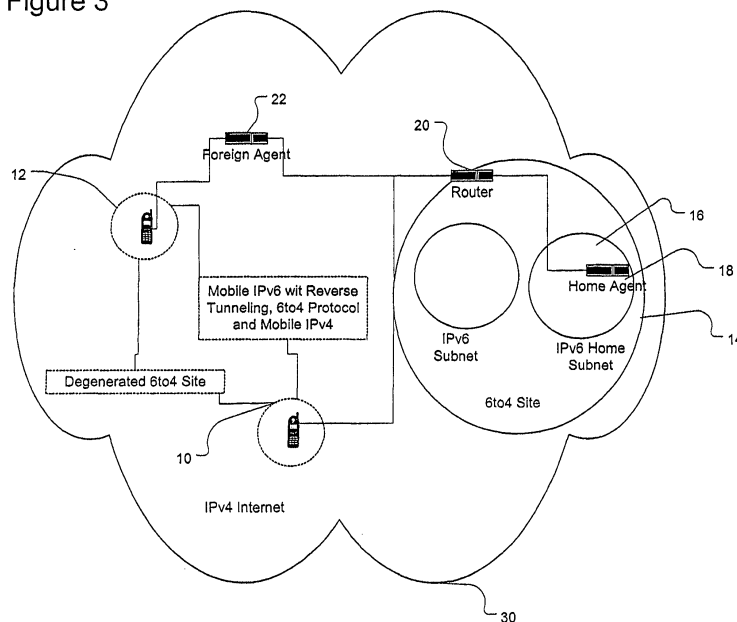 Figure 3
22
Foreign Agent
20
Router
12
16
18
Home Agent
Mobile IPv6 wit Reverse
Tunneling, 6to4 Protocol
and Mobile IPv4
IPv6
Subnet
IPv6 Home
Subnet
14
Degenerated 6to4 Site
6to4 Site
10
IPv4 Internet
30